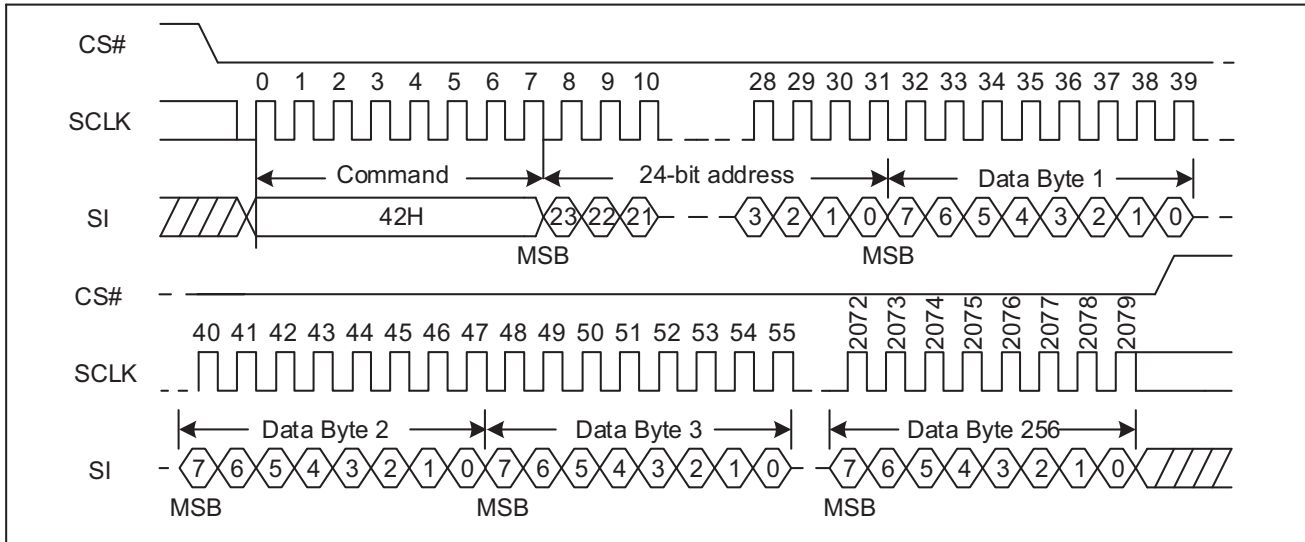 CS#
0 1 2 3 4 5 6 7 8 9 10 28 29 30 31 32 33 34 35 36 37 38 39
SCLK
Command 24-bit address Data Byte 1
SI 42H 23 22 21 3 2 1 0 7 6 5 4 3 2 1 0
MSB MSB
CS#
40 41 42 43 44 45 46 47 48 49 50 51 52 53 54 55 2072 2073 2074 2075 2076 2077 2078 2079
SCLK
Data Byte 2 Data Byte 3 Data Byte 256
SI 7 6 5 4 3 2 1 0 7 6 5 4 3 2 1 0 7 6 5 4 3 2 1 0
MSB MSB MSB